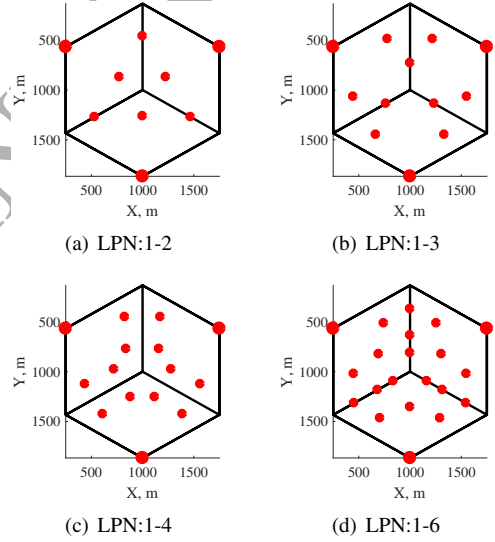 500
1000
1500
Y, m
500 1000 1500
X, m
(a) LPN:1-2
500
1000
1500
Y, m
500 1000 1500
X, m
(b) LPN:1-3
500
1000
1500
Y, m
500 1000 1500
X, m
(c) LPN:1-4
500
1000
1500
Y, m
500 1000 1500
X, m
(d) LPN:1-6